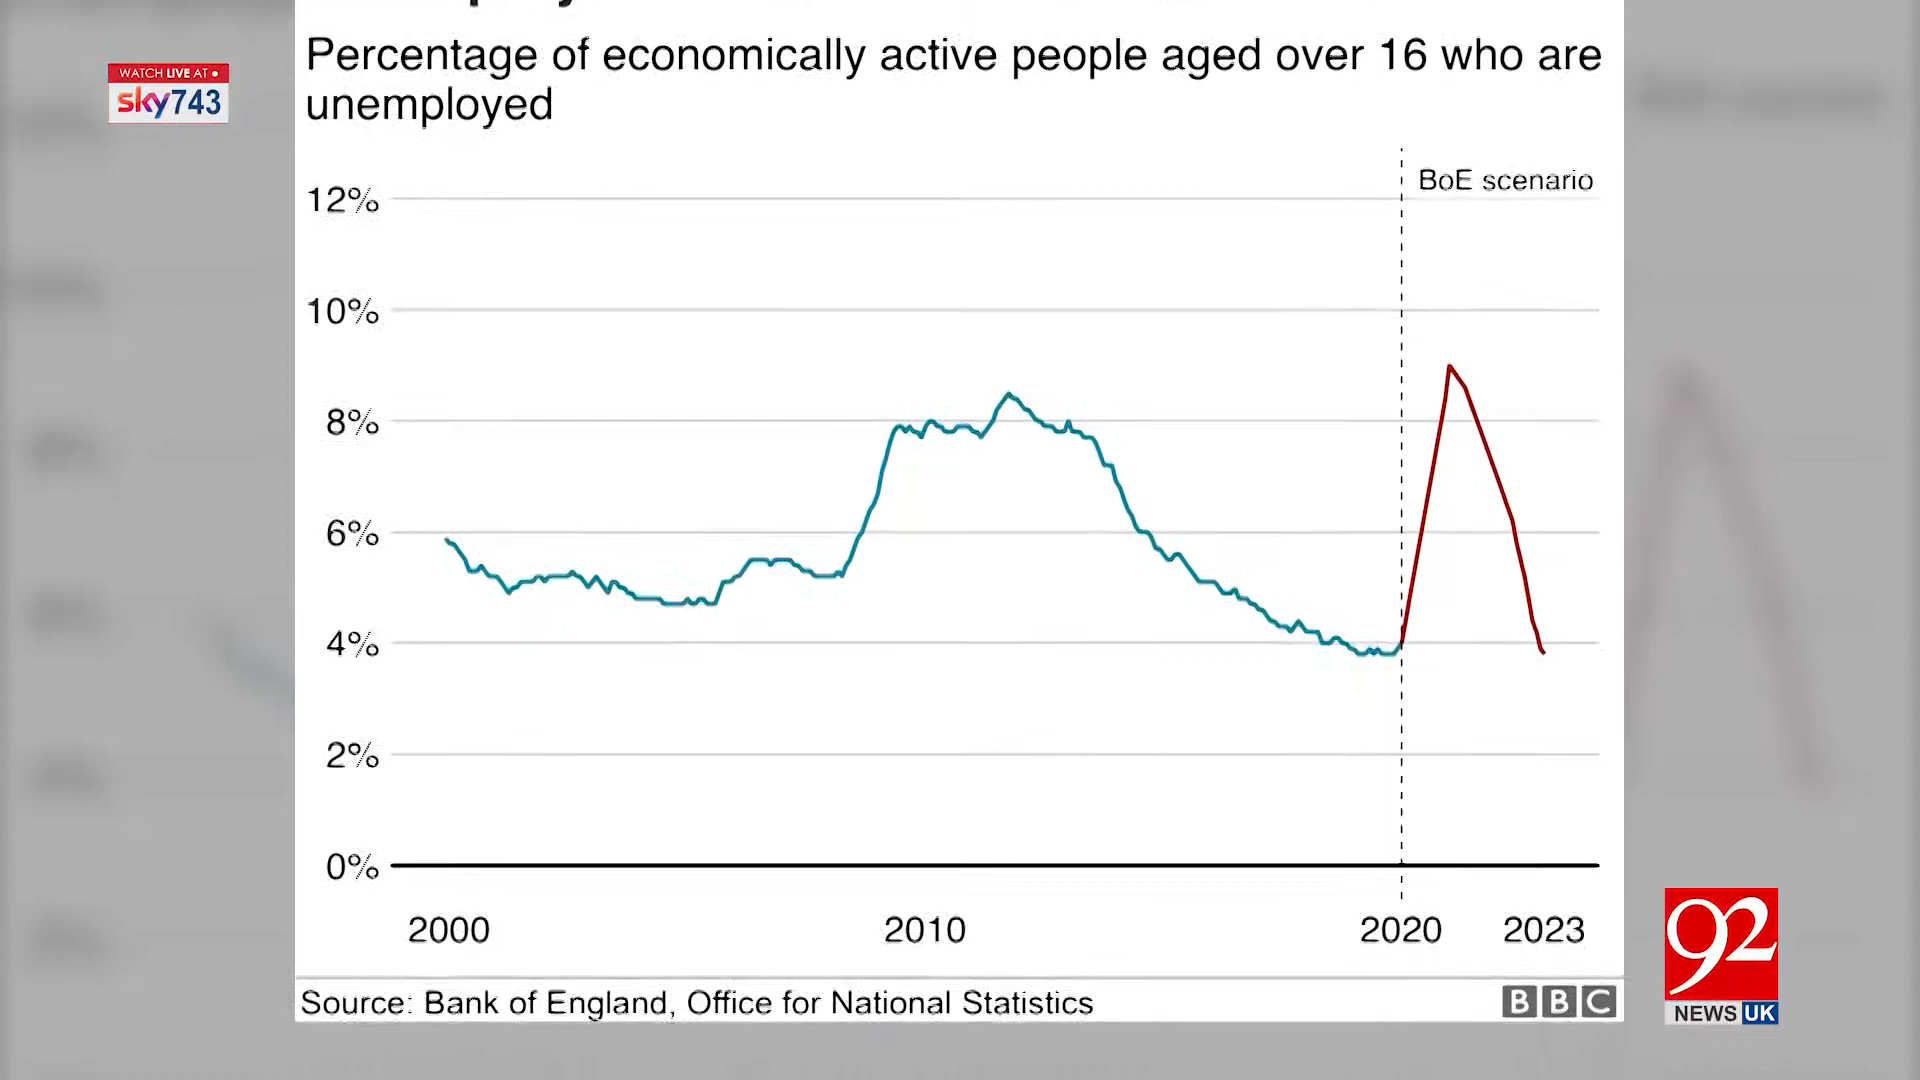 Percentage of economically active people aged over 16 who are
unemployed
WATCH LIVE AT
sky743
BoE scenario
12%
10%
8%
6%
4%
2%
0%
2000 2010 2020 2023
Source: Bank of England, Office for National Statistics
BBC
92
NEWS UK